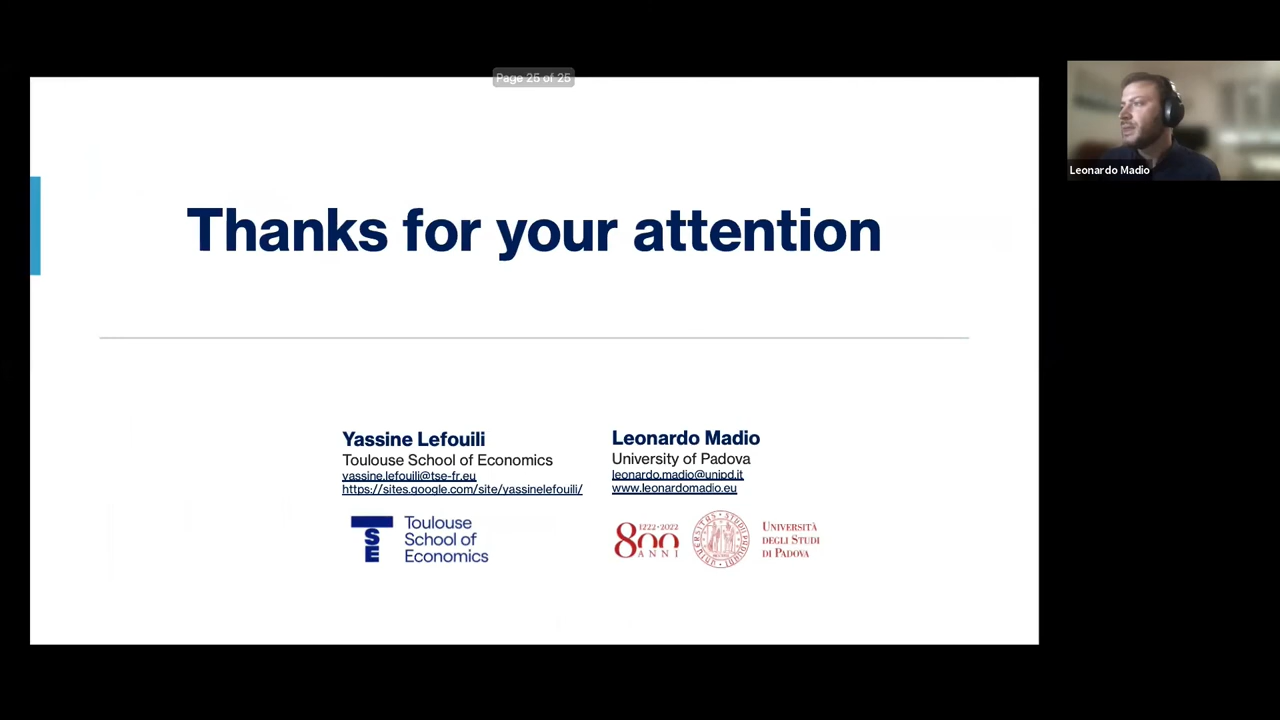 Page 25 of 25
Leonardo Madio
Thanks for your attention
Yassine Lefouili
Toulouse School of Economics
yassine.lefouili@tse-fr.eu
https://sites.google.com/site/yassinelefouili/
Leonardo Madio
University of Padova
leonardo.madio@unipd.it
www.leonardomadio.eu
TSE
Toulouse
School of
Economics
1222·2022
800
ANNI
UNIVERSITÀ
DEGLI STUDI
DI PADOVA